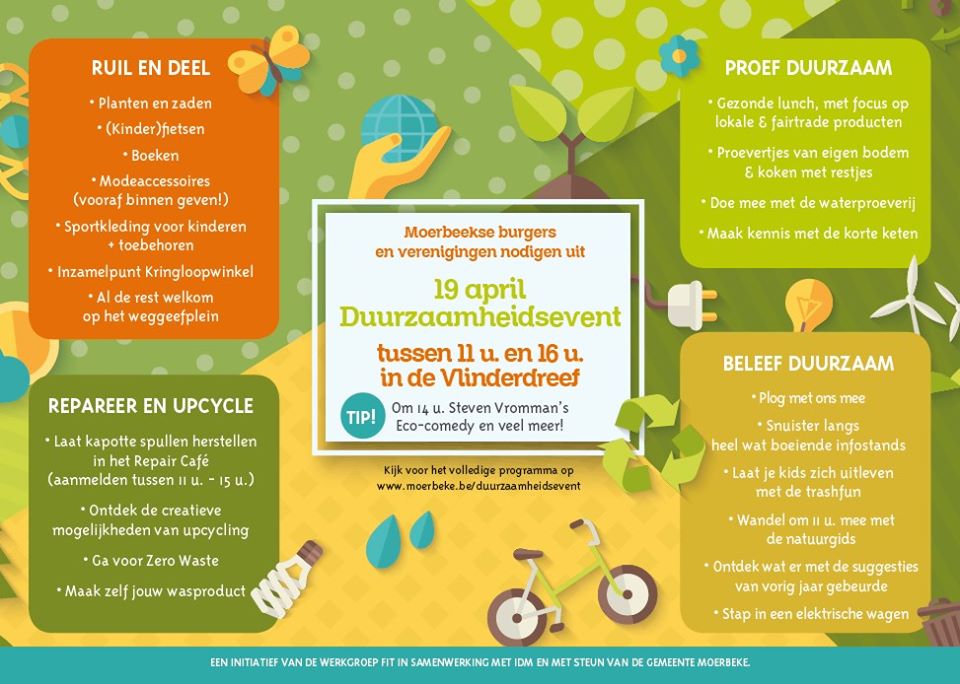 RUIL EN DEEL
• Planten en zaden
• (Kinder)fietsen
• Boeken
• Modeaccessoires
(vooraf binnen geven!)
• Sportkleding voor kinderen
+ toebehoren
• Inzamelpunt Kringloopwinkel
• Al de rest welkom
op het weggeefplein
REPAREER EN UPCYCLE
• Laat kapotte spullen herstellen
in het Repair Café
(aanmelden tussen 11 u. - 15 u.)
• Ontdek de creatieve
mogelijkheden van upcycling
• Ga voor Zero Waste
• Maak zelf jouw wasproduct
Moerbeekse burgers
en verenigingen nodigen uit
19 april
Duurzaamheidsevent
tussen 11 u. en 16 u.
in de Vlinderdreef
TIP!
Om 14 u. Steven Vromman's
Eco-comedy en veel meer!
Kijk voor het volledige programma op
www.moerbeke.be/duurzaamheidsevent
PROEF DUURZAAM
• Gezonde lunch, met focus op
lokale & fairtrade producten
• Proevertjes van eigen bodem
& koken met restjes
• Doe mee met de waterproeverij
• Maak kennis met de korte keten
BELEEF DUURZAAM
• Plog met ons mee
• Snuister langs
heel wat boeiende infostands
• Laat je kids zich uitleven
met de trashfun
• Wandel om 11 u. mee met
de natuurgids
• Ontdek wat er met de suggesties
van vorig jaar gebeurde
• Stap in een elektrische wagen
EEN INITIATIEF VAN DE WERKGROEP FIT IN SAMENWERKING MET IDM EN MET STEUN VAN DE GEMEENTE MOERBEKE.